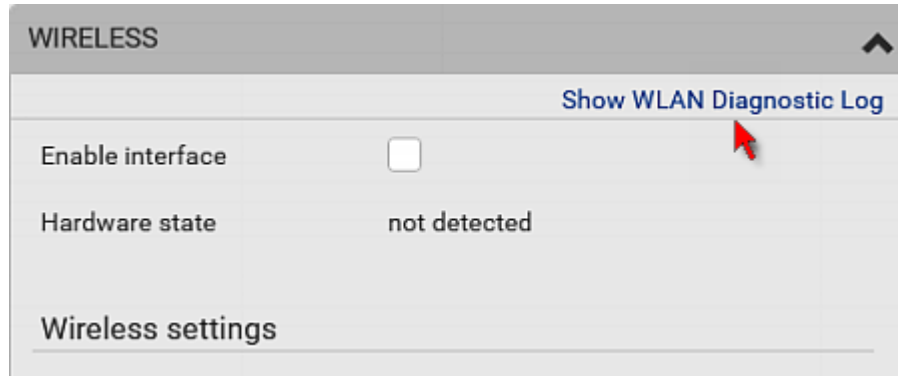 WIRELESS
Show WLAN Diagnostic Log
Enable interface
Hardware state not detected
Wireless settings